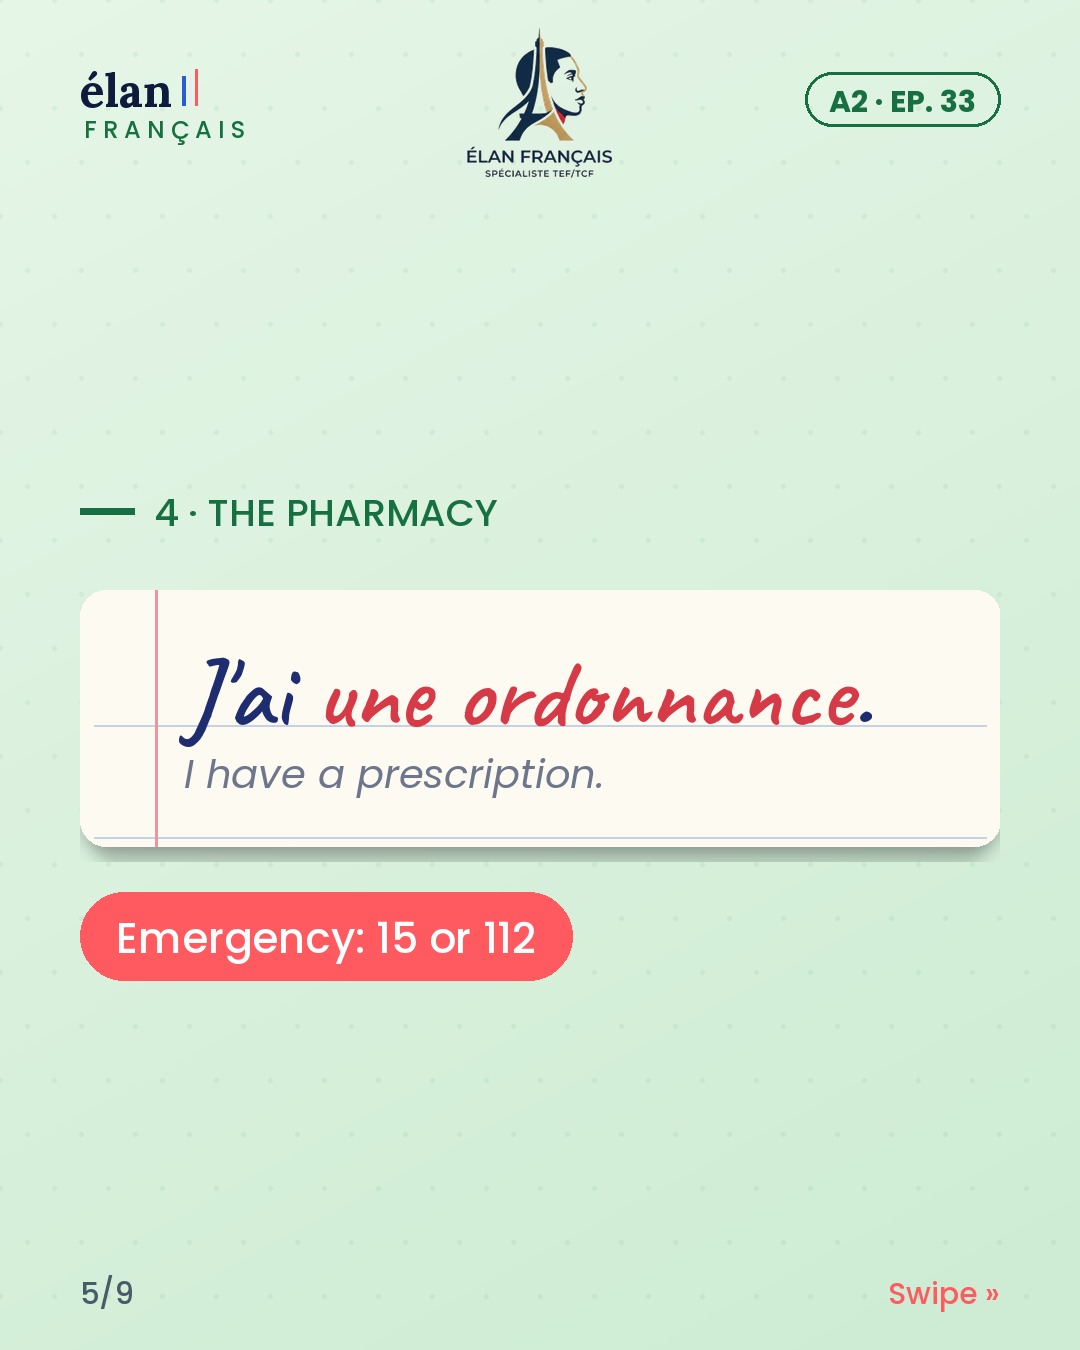 élan
FRANÇAIS
ÉLAN FRANÇAIS
SPÉCIALISTE TEF/TCF
A2 · EP. 33
4 · THE PHARMACY
J'ai une ordonnance.
I have a prescription.
Emergency: 15 or 112
5/9
Swipe »